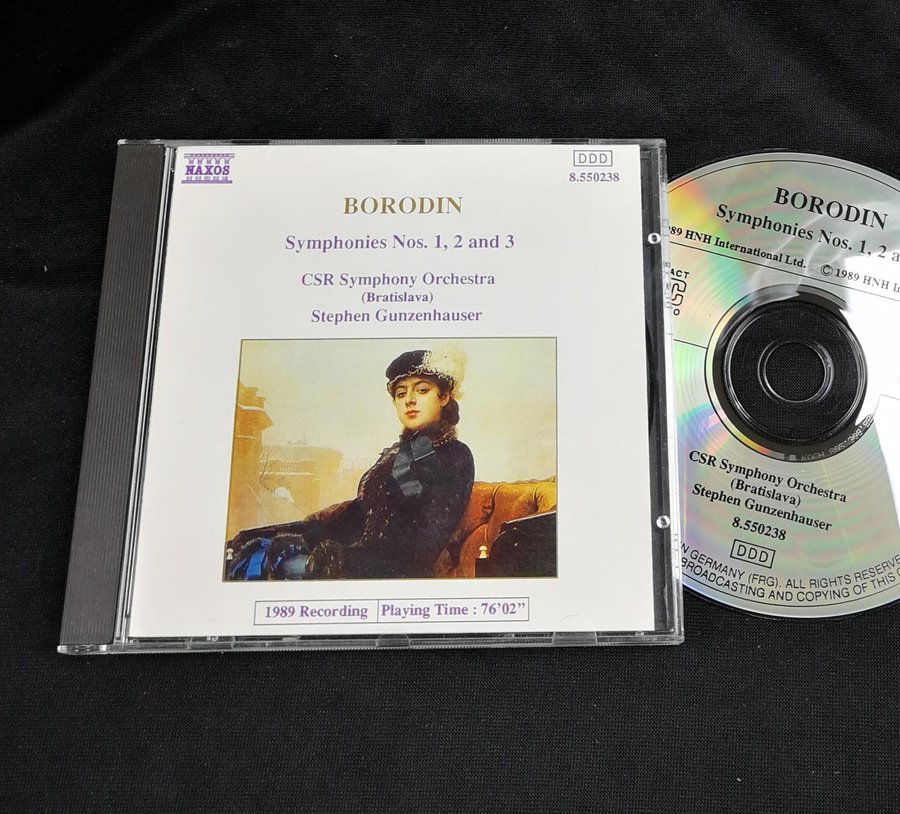 NAXOS
DDD
8.550238
BORODIN
Symphonies Nos. 1, 2 and 3
CSR Symphony Orchestra
(Bratislava)
Stephen Gunzenhauser
1989 Recording
Playing Time : 76'02"
BORODIN
Symphonies Nos. 1, 2
HNH International Ltd. © 1989 HNH
CSR Symphony Orchestra
(Bratislava)
Stephen Gunzenhauser
8.550238
DDD
IN GERMANY (FRG). ALL RIGHTS
BROADCASTING AND COPYING OF THIS